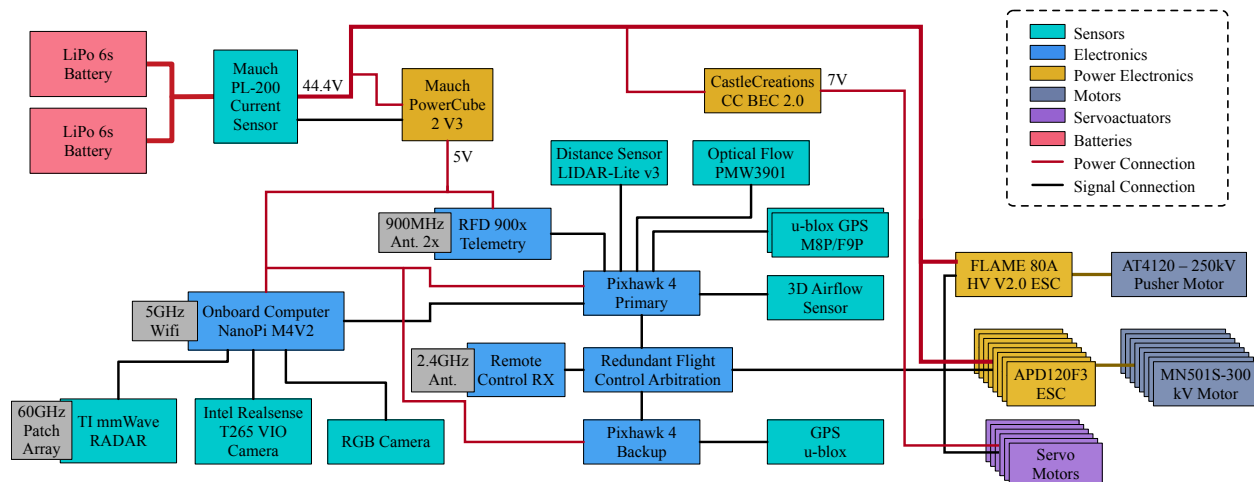 LiPo 6s
Battery
LiPo 6s
Battery
Mauch
PL-200
Current
Sensor
44.4V
Mauch
PowerCube
2 V3
5V
CastleCreations
CC BEC 2.0
7V
Sensors
Electronics
Power Electronics
Motors
Servoactuators
Batteries
Power Connection
Signal Connection
Distance Sensor
LIDAR-Lite v3
Optical Flow
PMW3901
900MHz
Ant. 2x
RFD 900x
Telemetry
u-blox GPS
M8P/F9P
Pixhawk 4
Primary
3D Airflow
Sensor
FLAME 80A
HV V2.0 ESC
AT4120 – 250kV
Pusher Motor
5GHz
Wifi
Onboard Computer
NanoPi M4V2
2.4GHz
Ant.
Remote
Control RX
Redundant Flight
Control Arbitration
APD120F3
ESC
MN501S-300
kV Motor
60GHz
Patch
Array
TI mmWave
RADAR
Intel Realsense
T265 VIO
Camera
RGB Camera
Pixhawk 4
Backup
GPS
u-blox
Servo
Motors